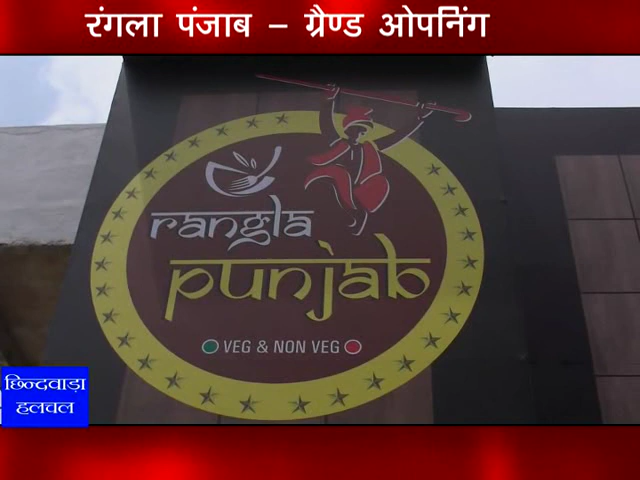 रंगला पंजाब – ग्रैण्ड ओपनिंग
rangla
punjab
VEG & NON VEG
छिन्दवाड़ा
हलचल